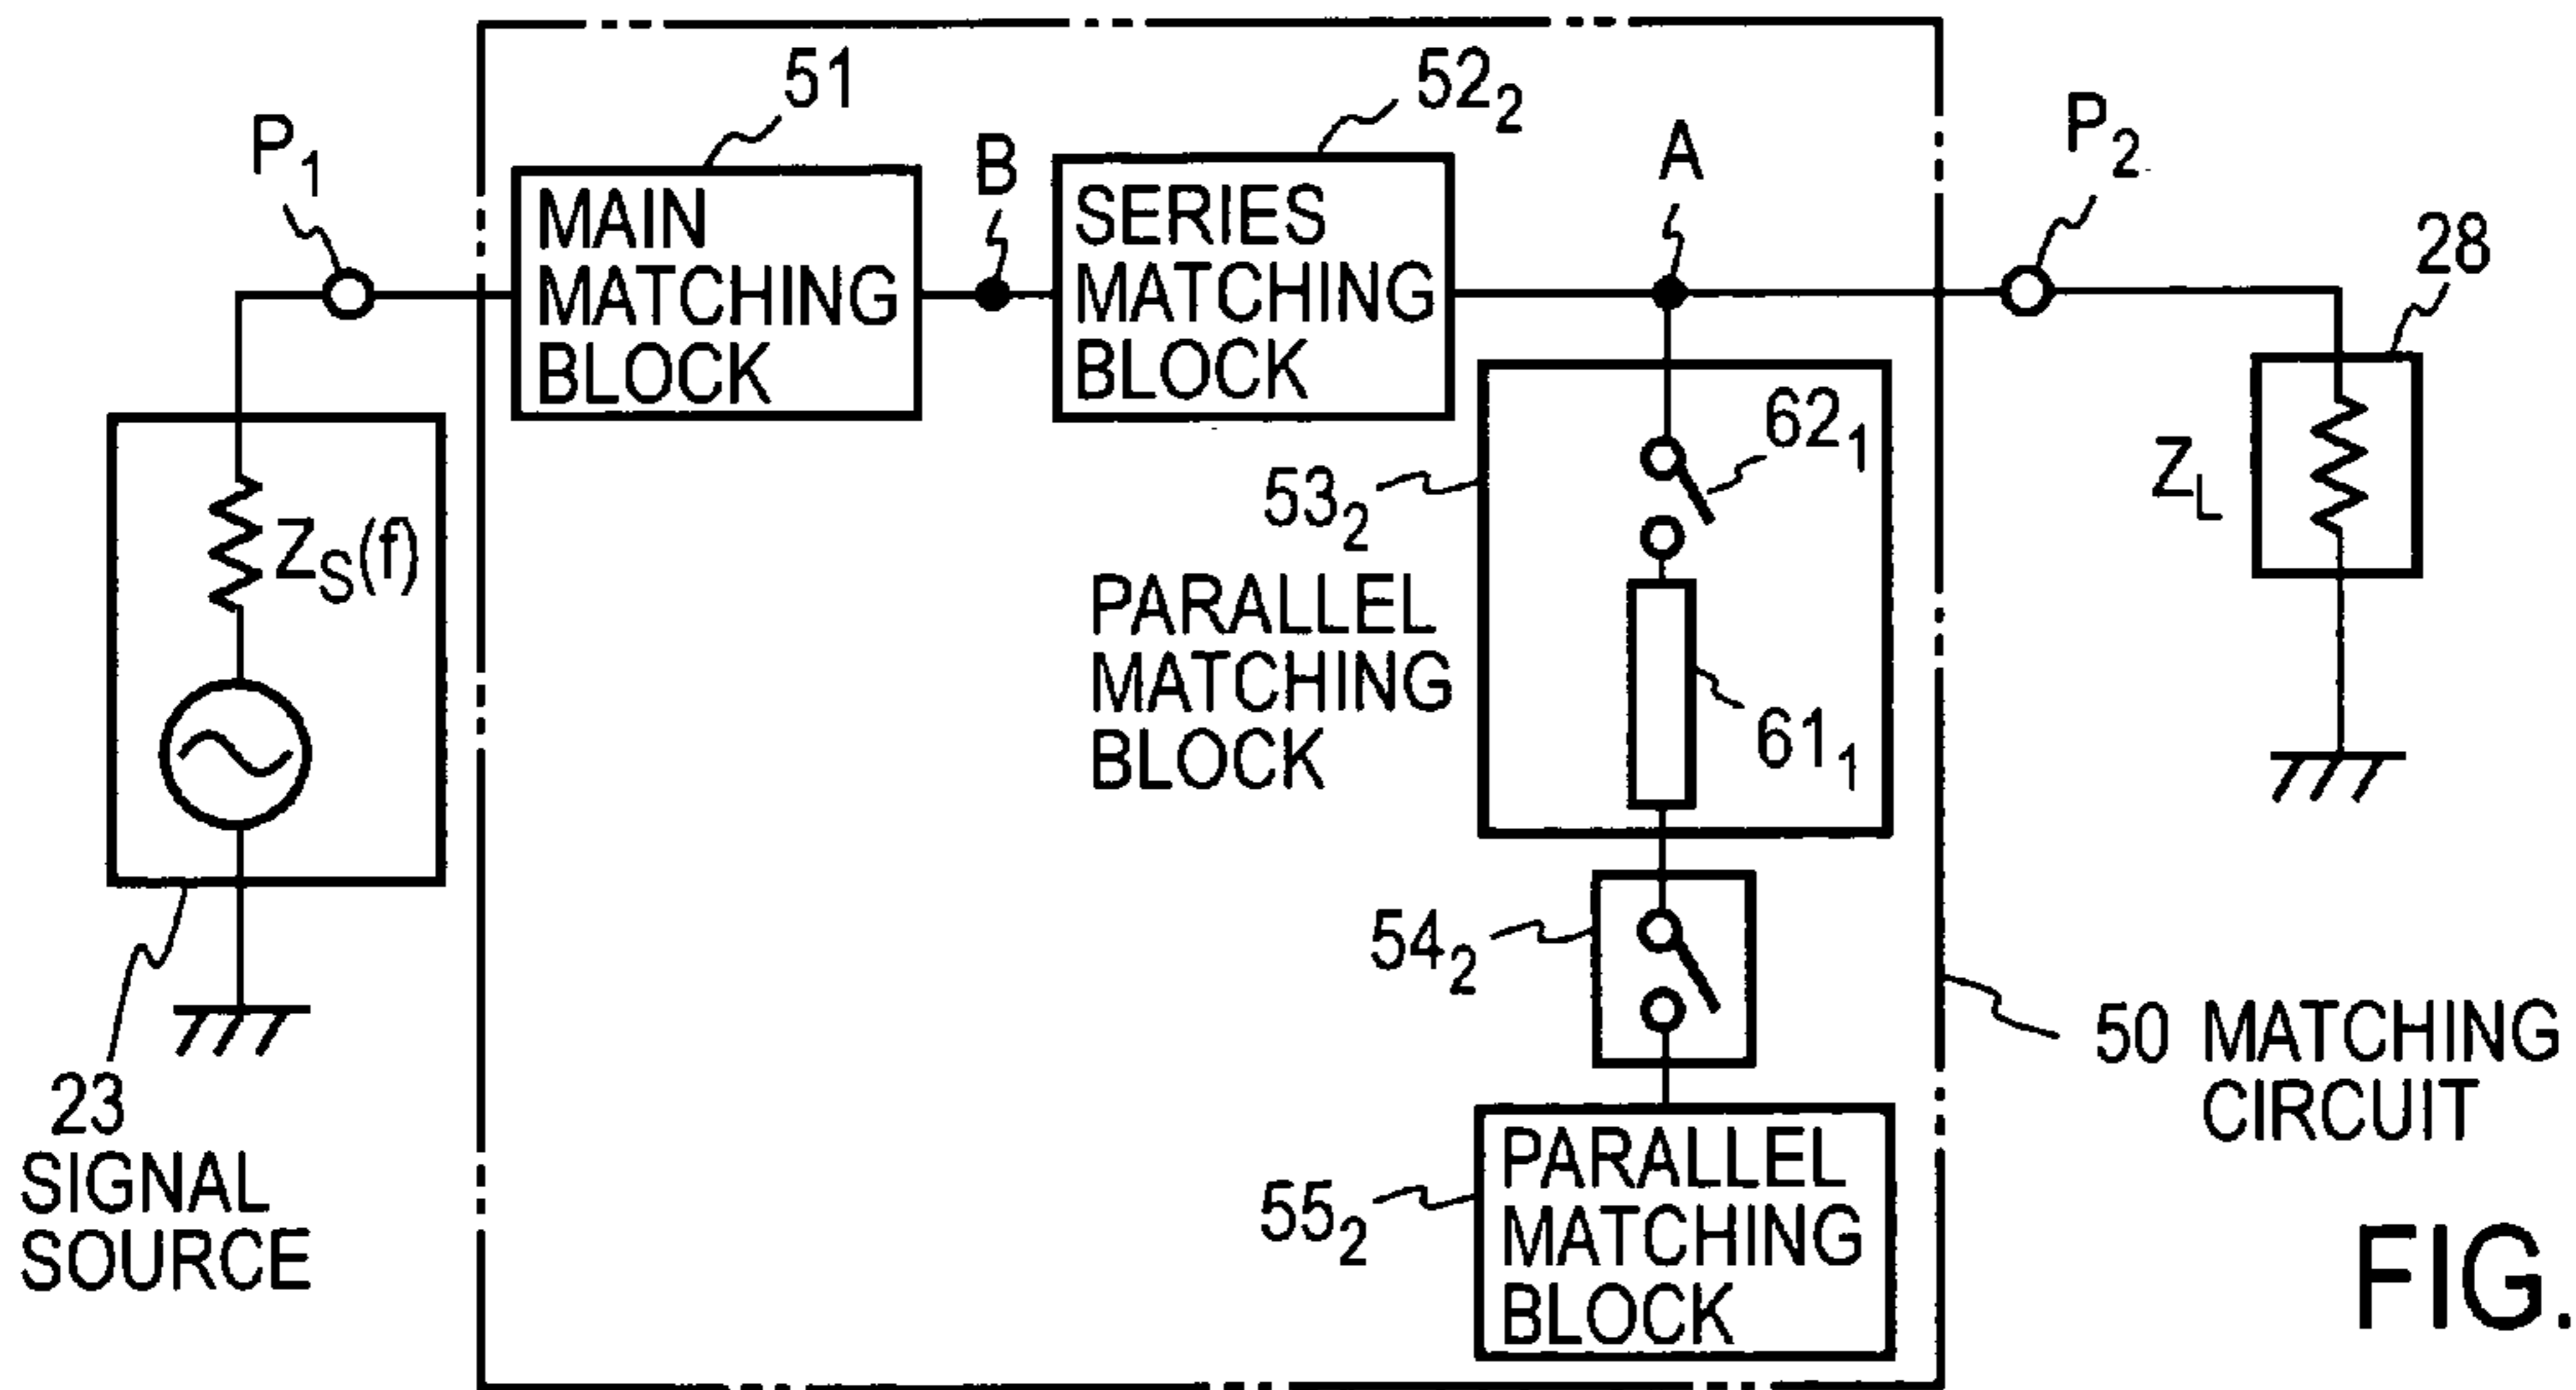 P₁
51
B
52₂
A
P₂
28
MAIN
MATCHING
BLOCK
SERIES
MATCHING
BLOCK
Z_S(f)
53₂
PARALLEL
MATCHING
BLOCK
62₁
61₁
Z_L
54₂
55₂
PARALLEL
MATCHING
BLOCK
23
SIGNAL
SOURCE
50 MATCHING
CIRCUIT
FIG.